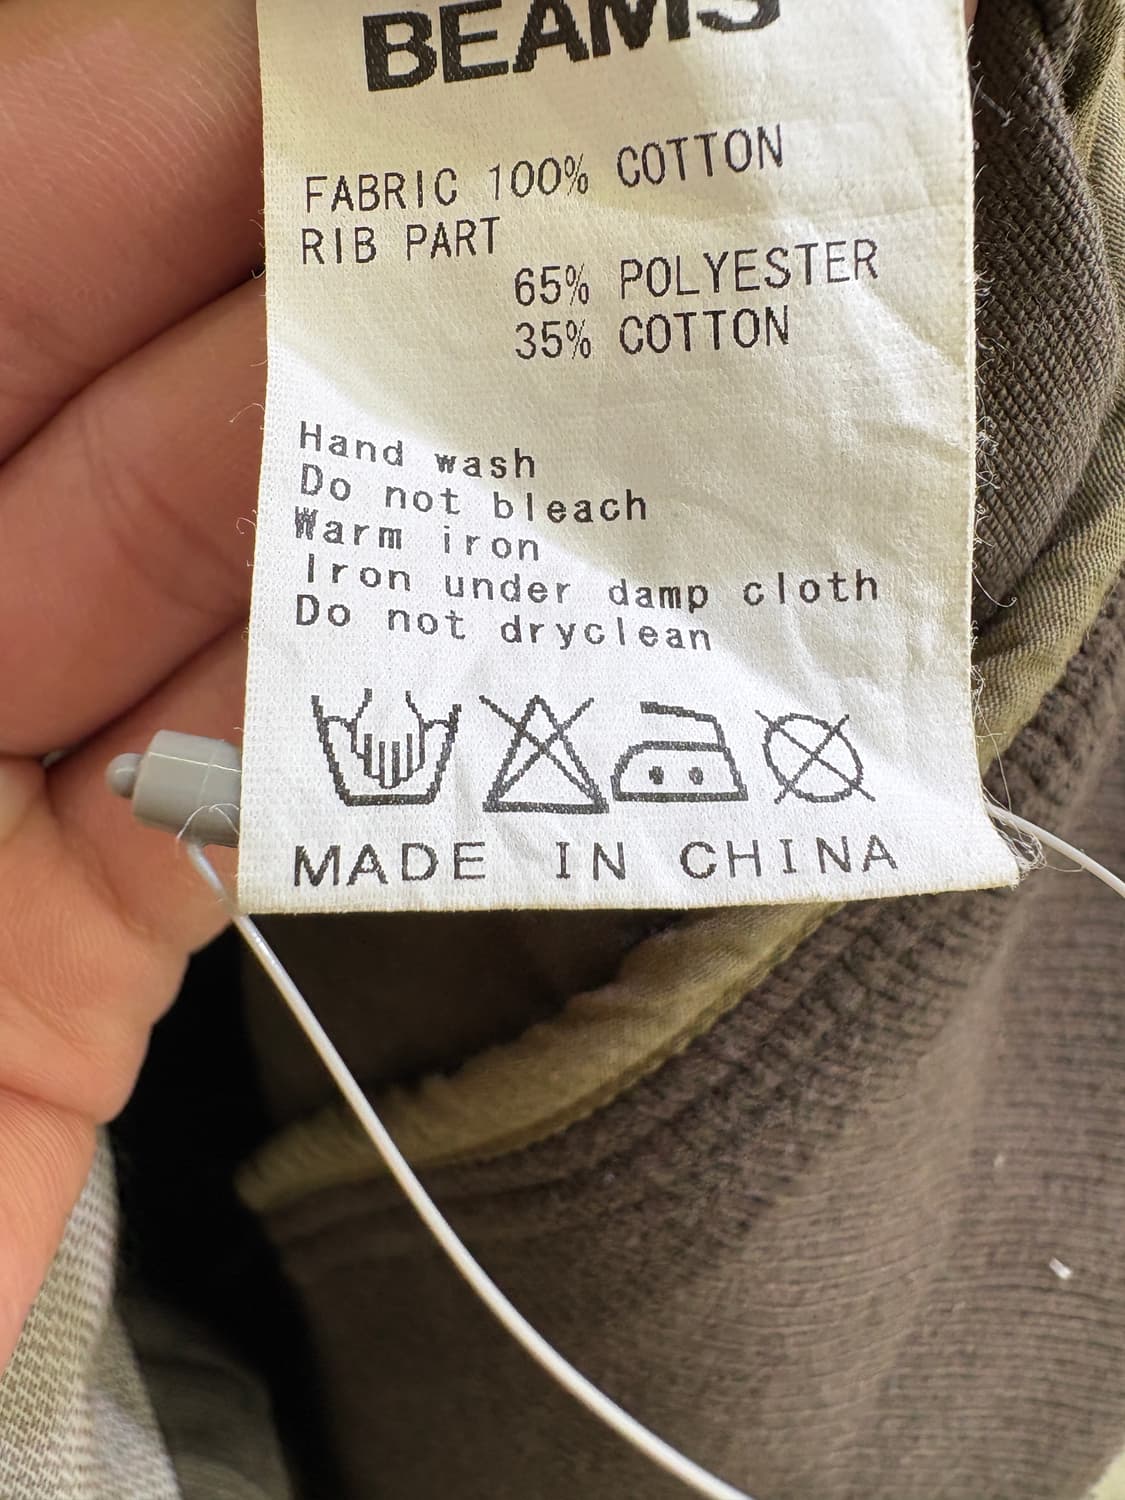 BEAMS
FABRIC 100% COTTON
RIB PART
65% POLYESTER
35% COTTON
Hand wash
Do not bleach
Warm iron
Iron under damp cloth
Do not dryclean
MADE IN CHINA